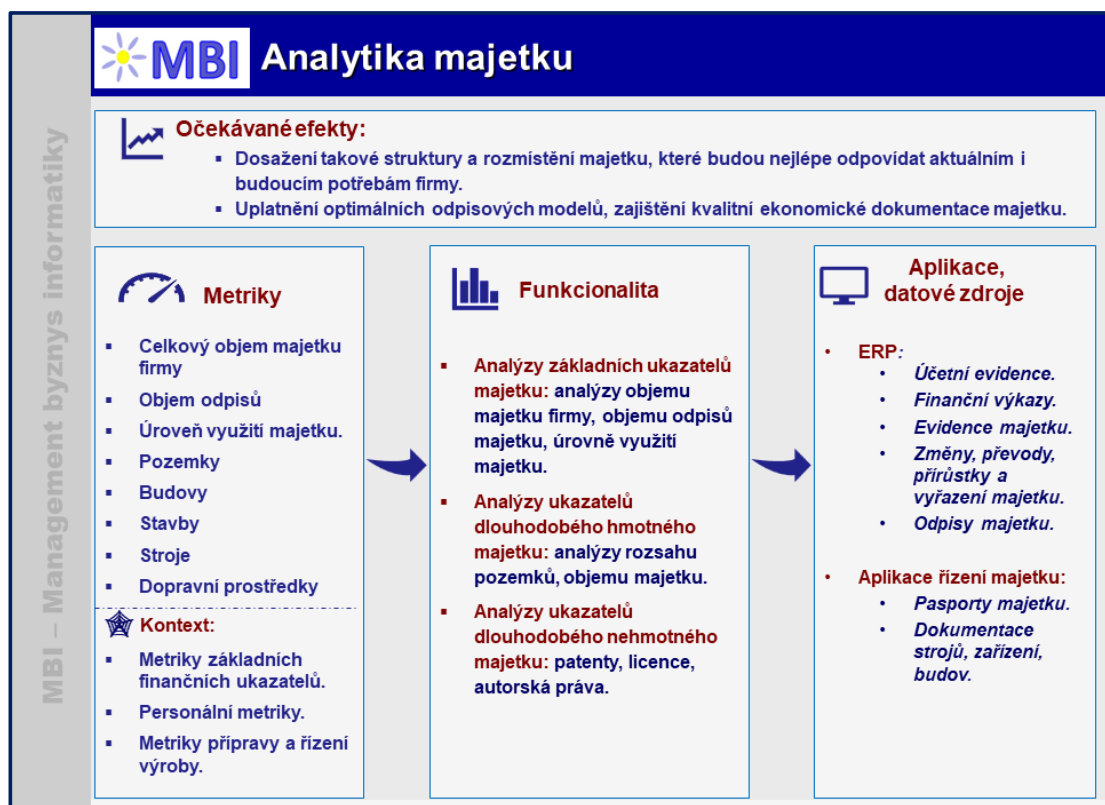 MBI – Management byznys informatiky
MBI Analytika majetku
Očekávané efekty:
▪ Dosažení takové struktury a rozmístění majetku, které budou nejlépe odpovídat aktuálním i
budoucím potřebám firmy.
▪ Uplatnění optimálních odpisových modelů, zajištění kvalitní ekonomické dokumentace majetku.
Metriky
▪ Celkový objem majetku
firmy
▪ Objem odpisů
▪ Úroveň využití majetku.
▪ Pozemky
▪ Budovy
▪ Stavby
▪ Stroje
▪ Dopravní prostředky
Kontext:
▪ Metriky základních
finančních ukazatelů.
▪ Personální metriky.
▪ Metriky přípravy a řízení
výroby.
Funkcionalita
▪ Analýzy základních ukazatelů
majetku: analýzy objemu
majetku firmy, objemu odpisů
majetku, úrovně využití
majetku.
▪ Analýzy ukazatelů
dlouhodobého hmotného
majetku: analýzy rozsahu
pozemků, objemu majetku.
▪ Analýzy ukazatelů
dlouhodobého nehmotného
majetku: patenty, licence,
autorská práva.
Aplikace,
datové zdroje
• ERP:
• Účetní evidence.
• Finanční výkazy.
• Evidence majetku.
• Změny, převody,
přírůstky a
vyřazení majetku.
• Odpisy majetku.
• Aplikace řízení majetku:
• Pasporty majetku.
• Dokumentace
strojů, zařízení,
budov.